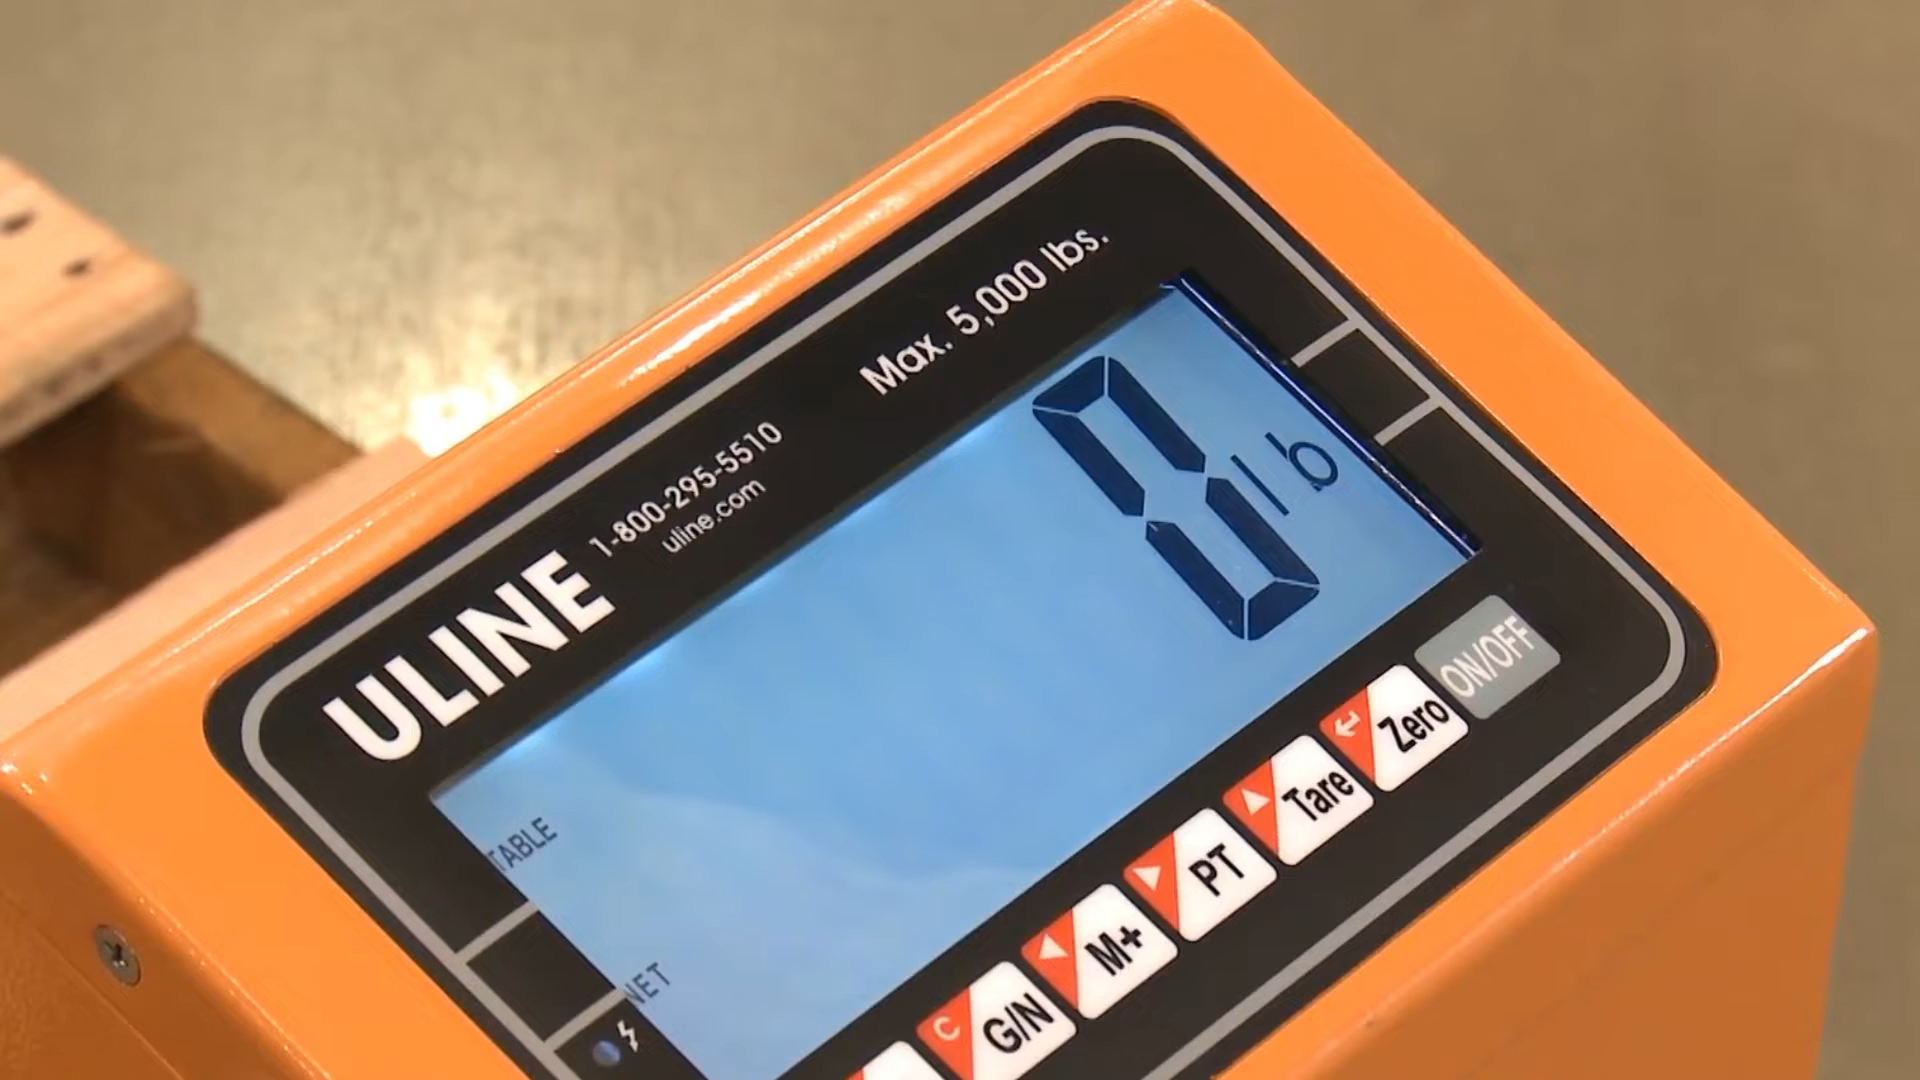 ULINE
1-800-295-5510
uline.com
Max. 5,000 lbs.
0 lb
TABLE
NET
C G/N
M+
PT
Tare
Zero
ON/OFF